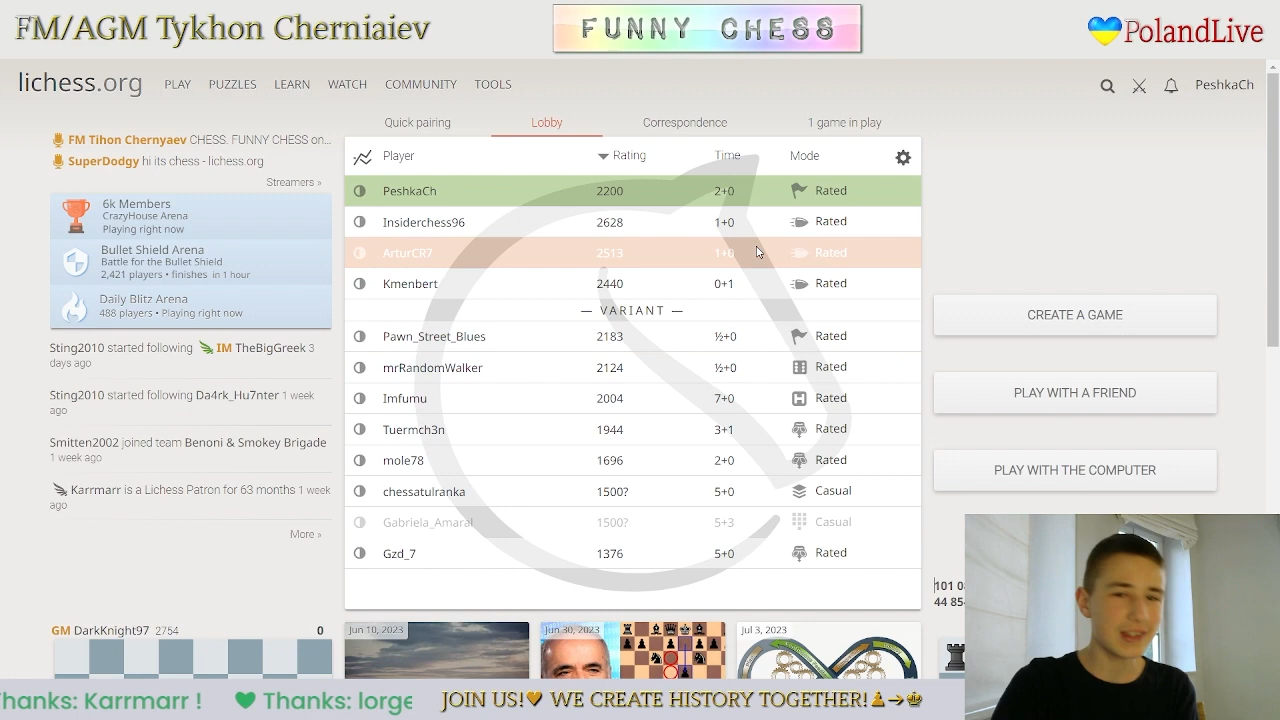 FM/AGM Tykhon Cherniaiev
FUNNY CHESS
PolandLive
lichess.org PLAY PUZZLES LEARN WATCH COMMUNITY TOOLS PeshkaCh
Quick pairing Lobby Correspondence 1 game in play
FM Tihon Chernyaev CHESS. FUNNY CHESS on...
SuperDodgy hi its chess - lichess.org
Streamers »
6k Members
CrazyHouse Arena
Playing right now
Bullet Shield Arena
Battle for the Bullet Shield
2,421 players • finishes in 1 hour
Daily Blitz Arena
488 players • Playing right now
Sting2010 started following IM TheBigGreek 3
days ago
Sting2010 started following Da4rk_Hu7nter 1 week
ago
Smitten2022 joined team Benoni & Smokey Brigade
1 week ago
Karrmarr is a Lichess Patron for 63 months 1 week
ago
More »
Player Rating Time Mode
PeshkaCh 2200 2+0 Rated
Insiderchess96 2628 1+0 Rated
ArturCR7 2513 1+0 Rated
Kmenbert 2440 0+1 Rated
— VARIANT —
Pawn_Street_Blues 2183 ½+0 Rated
mrRandomWalker 2124 ½+0 Rated
Imfumu 2004 7+0 Rated
Tuermch3n 1944 3+1 Rated
mole78 1696 2+0 Rated
chessatulranka 1500? 5+0 Casual
Gabriela_Amaral 1500? 5+3 Casual
Gzd_7 1376 5+0 Rated
CREATE A GAME
PLAY WITH A FRIEND
PLAY WITH THE COMPUTER
GM DarkKnight97 2754 0
Jun 10, 2023
Jun 30, 2023
Jul 3, 2023
Thanks: Karrmarr ! Thanks: lorge
JOIN US! WE CREATE HISTORY TOGETHER!